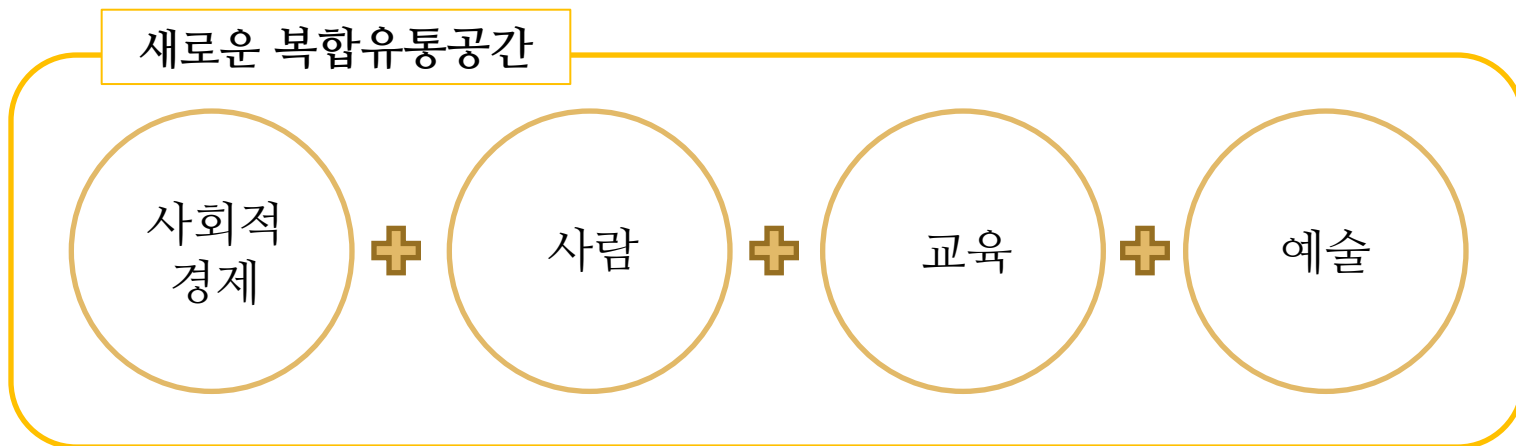 새로운 복합유통공간
사회적
경제
사람
교육
예술